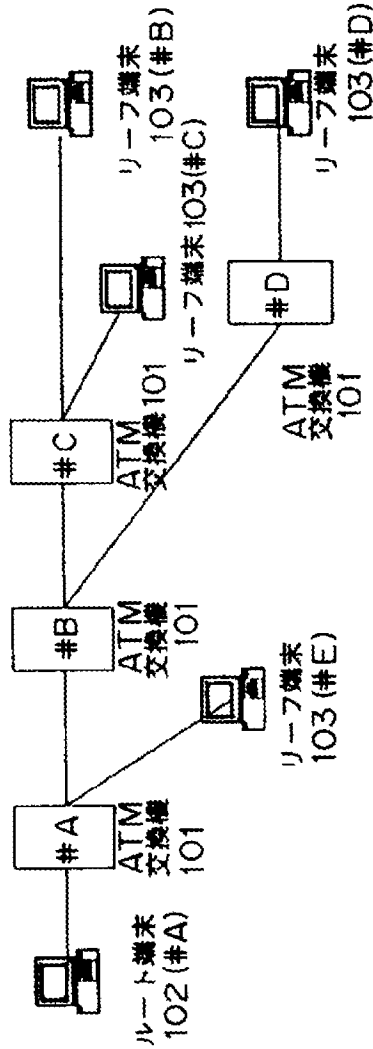 ルート端末
102(#A)
#A
ATM
交換機
101
リーフ端末
103(#E)
#B
ATM
交換機
101
#C
ATM
交換機101
リーフ端末103(#C)
リーフ端末
103(#B)
#D
ATM
交換機
101
リーフ端末
103(#D)